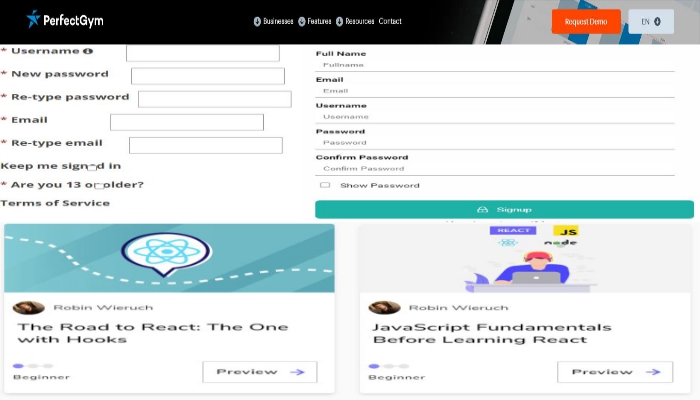 PerfectGym
Businesses Features Resources Contact
Request Demo
EN
* Username
* New password
* Re-type password
* Email
* Re-type email
Keep me signed in
* Are you 13 or older?
Terms of Service
Full Name
Fullname
Email
Email
Username
Username
Password
Password
Confirm Password
Confirm Password
Show Password
Signup
Robin Wieruch
The Road to React: The One
with Hooks
Beginner
Preview
REACT
JS
node
Robin Wieruch
JavaScript Fundamentals
Before Learning React
Beginner
Preview